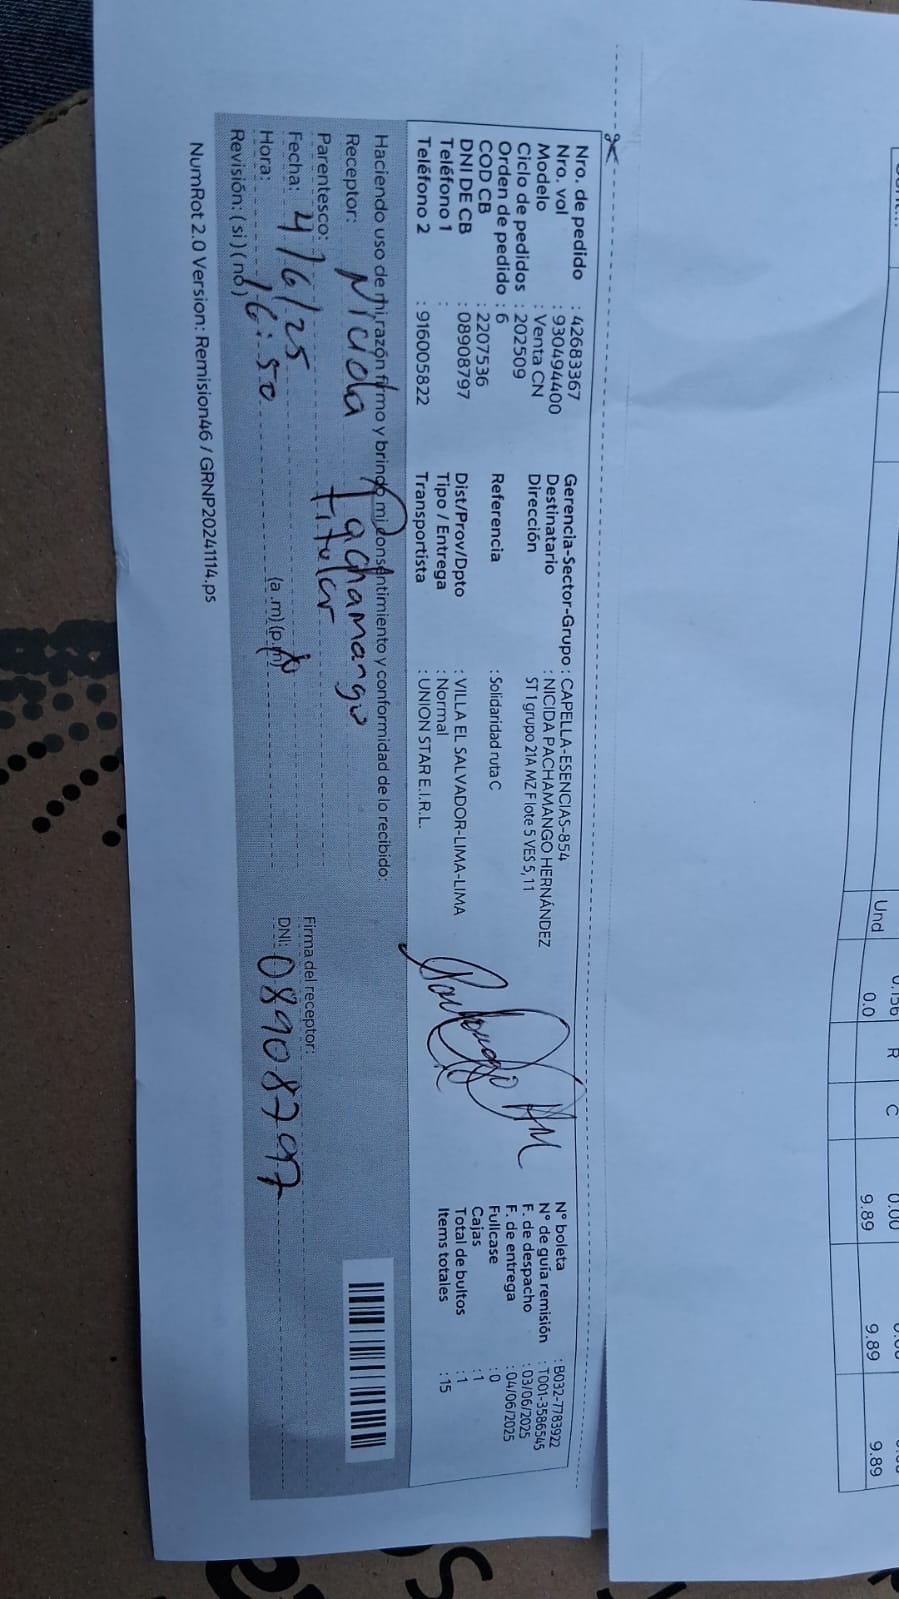 Und 0.0 9.89 9.89 9.89
R C 0.00
Nro. de pedido : 42683367
Nro. vol : 930494400
Modelo : Venta CN
Ciclo de pedidos : 202509
Orden de pedido : 6
COD CB : 2207536
DNI DE CB : 08908797
Teléfono 1 :
Teléfono 2 : 916005822
Gerencia-Sector-Grupo : CAPELLA-ESENCIAS-854
Destinatario : NICIDA PACHAMANGO HERNÁNDEZ
Dirección ST1 grupo 21A MZ F lote 5 VES 5, 11
Referencia : Solidaridad ruta C
Dist/Prov/Dpto : VILLA EL SALVADOR-LIMA-LIMA
Tipo / Entrega : Normal
Transportista : UNION STAR E.I.R.L.
N° boleta : B032-7783922
N° de guía remisión : T001-3586545
F. de despacho : 03/06/2025
F. de entrega : 04/06/2025
Fullcase : 0
Cajas : 1
Total de bultos : 1
Items totales : 15
Haciendo uso de mi razón firmo y brindo mi consentimiento y conformidad de lo recibido:
Receptor: Nicida Pachamango
Parentesco: titular
Fecha: 4/6/25
Hora: 16:50 (a.m) (p.m)
Revisión: ( si ) ( no )
Firma del receptor:
DNI: 08908797
NumRot 2.0 Version: Remision46 / GRNP20241114.ps